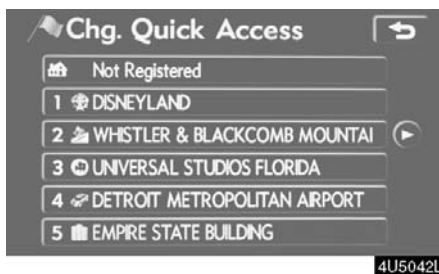 Chg. Quick Access
Not Registered
1 DISNEYLAND
2 WHISTLER & BLACKCOMB MOUNTAI
3 UNIVERSAL STUDIOS FLORIDA
4 DETROIT METROPOLITAN AIRPORT
5 EMPIRE STATE BUILDING
4U5042L